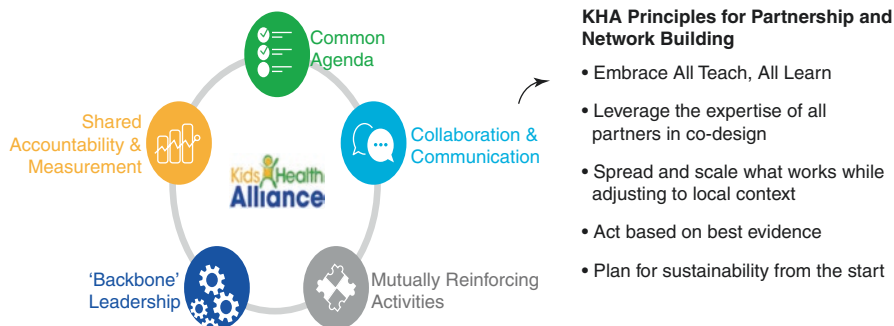 Common
Agenda
Collaboration &
Communication
Mutually Reinforcing
Activities
‘Backbone’
Leadership
Shared
Accountability &
Measurement
Kids Health
Alliance
KHA Principles for Partnership and
Network Building
• Embrace All Teach, All Learn
• Leverage the expertise of all
partners in co-design
• Spread and scale what works while
adjusting to local context
• Act based on best evidence
• Plan for sustainability from the start